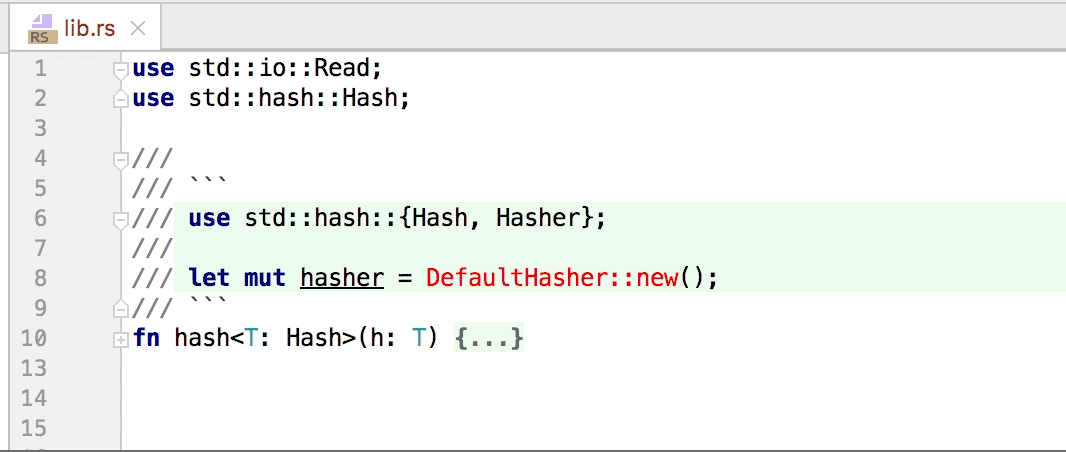 RS lib.rs
1 use std::io::Read;
2 use std::hash::Hash;
3
4 ///
5 /// ```
6 /// use std::hash::{Hash, Hasher};
7 ///
8 /// let mut hasher = DefaultHasher::new();
9 /// ```
10 fn hash<T: Hash>(h: T) {...}
13
14
15